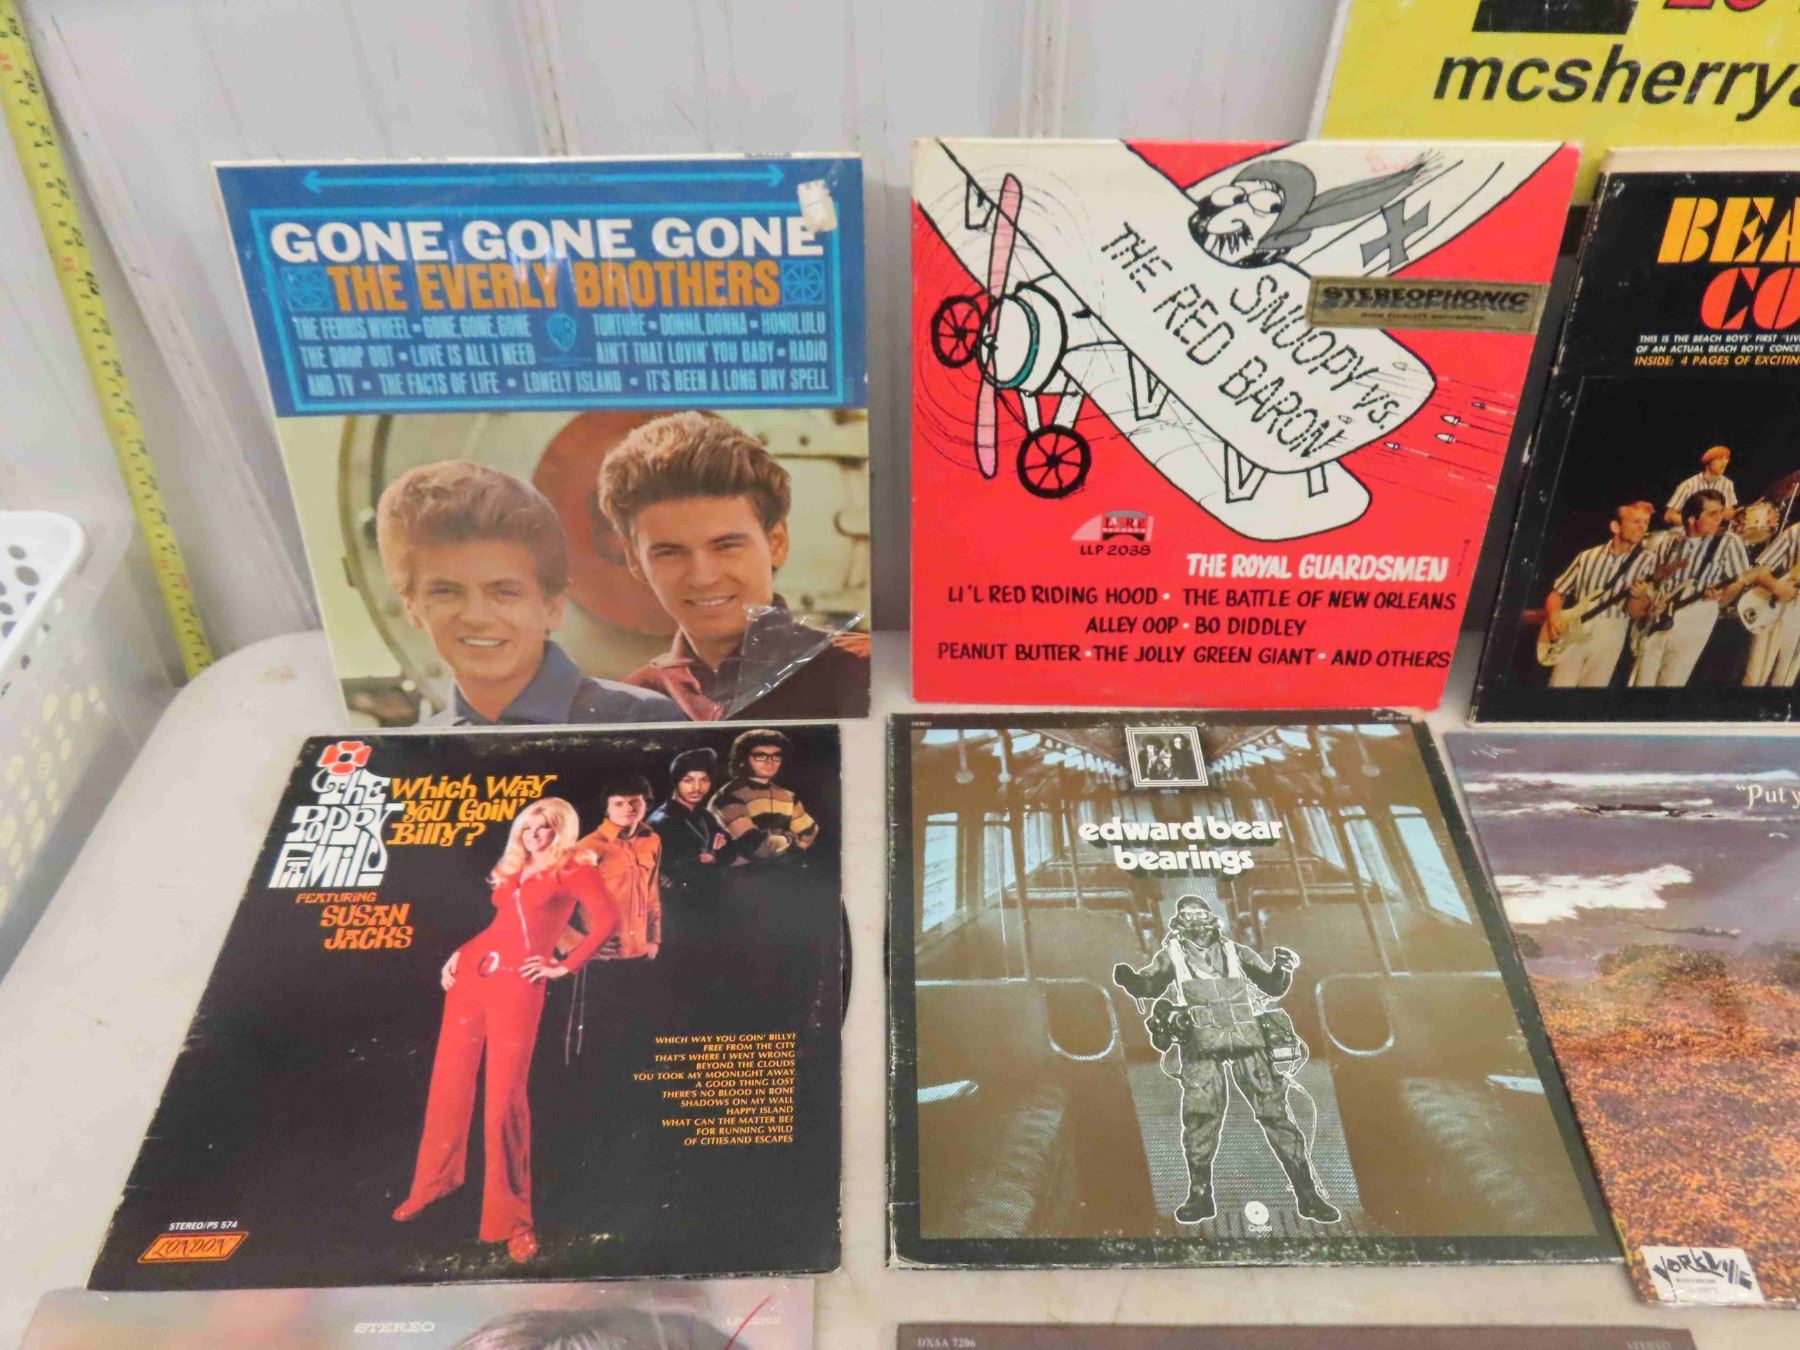 mcsherry
GONE GONE GONE
THE EVERLY BROTHERS
THE FERRIS WHEEL • GONE, GONE, GONE
THE DROP OUT • LOVE IS ALL I NEED
TORTURE • DONNA, DONNA • HONOLULU
AIN'T THAT LOVIN' YOU BABY • RADIO
AND TV • THE FACTS OF LIFE • LONELY ISLAND • IT'S BEEN A LONG DRY SPELL
SNOOPY VS.
THE RED BARON
STEREOPHONIC
LAURIE
RECORDS
LLP 2038
THE ROYAL GUARDSMEN
LI'L RED RIDING HOOD • THE BATTLE OF NEW ORLEANS
ALLEY OOP • BO DIDDLEY
PEANUT BUTTER • THE JOLLY GREEN GIANT • AND OTHERS
BEA
CO
THIS IS THE BEACH BOYS' FIRST "LIV
OF AN ACTUAL BEACH BOYS CONCE
INSIDE: 4 PAGES OF EXCITIN
THE
POPPY
FAMILY
Which WAY
YOU GOiN'
Billy?
FEATURING
SUSAN
JACKS
WHICH WAY YOU GOIN' BILLY?
FREE FROM THE CITY
THAT'S WHERE I WENT WRONG
BEYOND THE CLOUDS
YOU TOOK MY MOONLIGHT AWAY
A GOOD THING LOST
THERE'S NO BLOOD IN BONE
SHADOWS ON MY WALL
HAPPY ISLAND
WHAT CAN THE MATTER BE?
FOR RUNNING WILD
OF CITIES AND ESCAPES
STEREO/PS 574
LONDON
edward bear
bearings
Capitol
"Put y
YORKVILLE
STEREO
DXSA 7206
STEREO